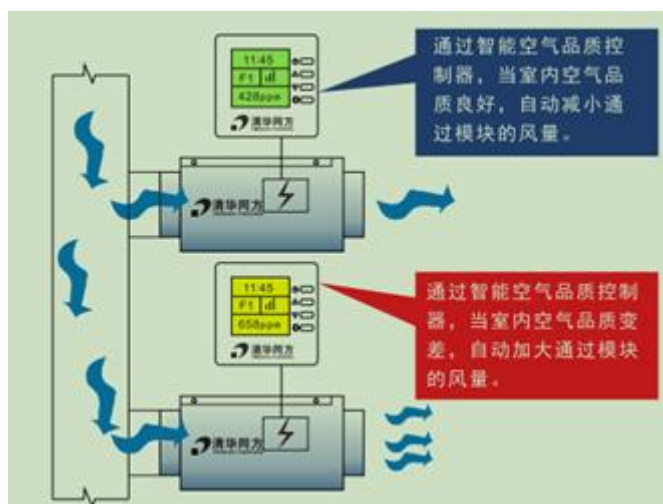 11:45
F1
428ppm
清华同方
通过智能空气品质控
制器，当室内空气品
质良好，自动减小通
过模块的风量。
清华同方
11:45
F1
658ppm
清华同方
通过智能空气品质控制
器，当室内空气品质变
差，自动加大通过模块
的风量。
清华同方